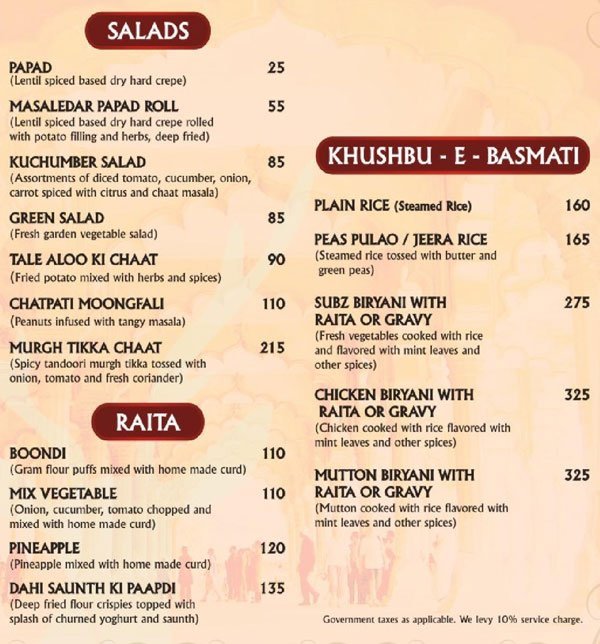 SALADS
PAPAD 25
(Lentil spiced based dry hard crepe)
MASALEDAR PAPAD ROLL 55
(Lentil spiced based dry hard crepe rolled
with potato filling and herbs, deep fried)
KUCHUMBER SALAD 85
(Assortments of diced tomato, cucumber, onion,
carrot spiced with citrus and chaat masala)
GREEN SALAD 85
(Fresh garden vegetable salad)
TALE ALOO KI CHAAT 90
(Fried potato mixed with herbs and spices)
CHATPATI MOONGFALI 110
(Peanuts infused with tangy masala)
MURGH TIKKA CHAAT 215
(Spicy tandoori murgh tikka tossed with
onion, tomato and fresh coriander)
RAITA
BOONDI 110
(Gram flour puffs mixed with home made curd)
MIX VEGETABLE 110
(Onion, cucumber, tomato chopped and
mixed with home made curd)
PINEAPPLE 120
(Pineapple mixed with home made curd)
DAHI SAUNTH KI PAAPDI 135
(Deep fried flour crispies topped with
splash of churned yoghurt and saunth)
KHUSHBU - E - BASMATI
PLAIN RICE (Steamed Rice) 160
PEAS PULAO / JEERA RICE 165
(Steamed rice tossed with butter and
green peas)
SUBZ BIRYANI WITH 275
RAITA OR GRAVY
(Fresh vegetables cooked with rice
and flavored with mint leaves and
other spices)
CHICKEN BIRYANI WITH 325
RAITA OR GRAVY
(Chicken cooked with rice flavored with
mint leaves and other spices)
MUTTON BIRYANI WITH 325
RAITA OR GRAVY
(Mutton cooked with rice flavored with
mint leaves and other spices)
Government taxes as applicable. We levy 10% service charge.